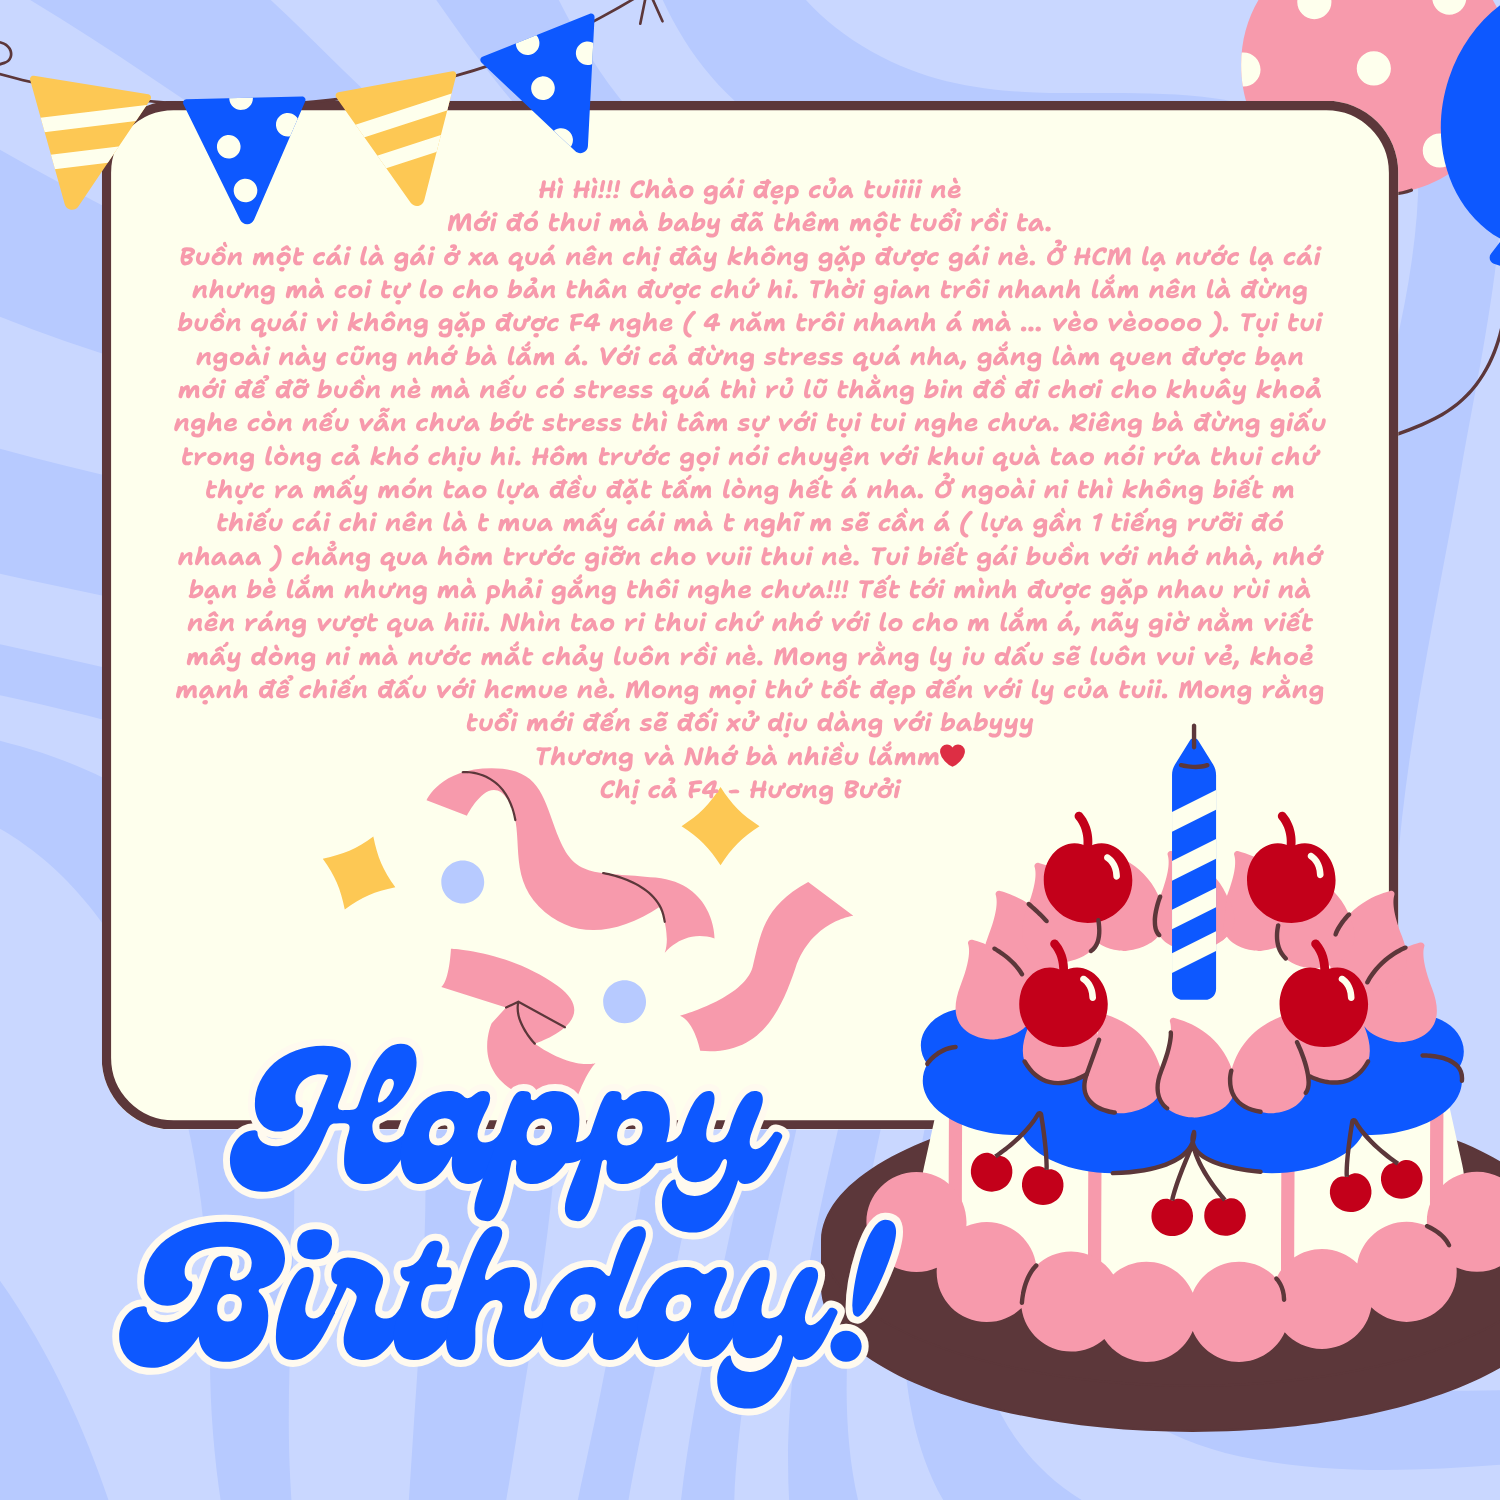 Hì Hì!!! Chào gái đẹp của tuiiii nè
Mới đó thui mà baby đã thêm một tuổi rồi ta.
Buồn một cái là gái ở xa quá nên chị đây không gặp được gái nè. Ở HCM lạ nước lạ cái
nhưng mà coi tự lo cho bản thân được chứ hi. Thời gian trôi nhanh lắm nên là đừng
buồn quái vì không gặp được F4 nghe ( 4 năm trôi nhanh á mà ... vèo vèoooo ). Tụi tui
ngoài này cũng nhớ bà lắm á. Với cả đừng stress quá nha, gắng làm quen được bạn
mới để đỡ buồn nè mà nếu có stress quá thì rủ lũ thằng bin đồ đi chơi cho khuây khoả
nghe còn nếu vẫn chưa bớt stress thì tâm sự với tụi tui nghe chưa. Riêng bà đừng giấu
trong lòng cả khó chịu hi. Hôm trước gọi nói chuyện với khui quà tao nói rứa thui chứ
thực ra mấy món tao lựa đều đặt tấm lòng hết á nha. Ở ngoài ni thì không biết m
thiếu cái chi nên là t mua mấy cái mà t nghĩ m sẽ cần á ( lựa gần 1 tiếng rưỡi đó
nhaaa ) chẳng qua hôm trước giỡn cho vuii thui nè. Tui biết gái buồn với nhớ nhà, nhớ
bạn bè lắm nhưng mà phải gắng thôi nghe chưa!!! Tết tới mình được gặp nhau rùi nà
nên ráng vượt qua hiii. Nhìn tao ri thui chứ nhớ với lo cho m lắm á, nãy giờ nằm viết
mấy dòng ni mà nước mắt chảy luôn rồi nè. Mong rằng ly iu dấu sẽ luôn vui vẻ, khoẻ
mạnh để chiến đấu với hcmue nè. Mong mọi thứ tốt đẹp đến với ly của tuii. Mong rằng
tuổi mới đến sẽ đối xử dịu dàng với babyyy
Thương và Nhớ bà nhiều lắmm❤️
Chị cả F4 - Hương Bưởi
Happy
Birthday!